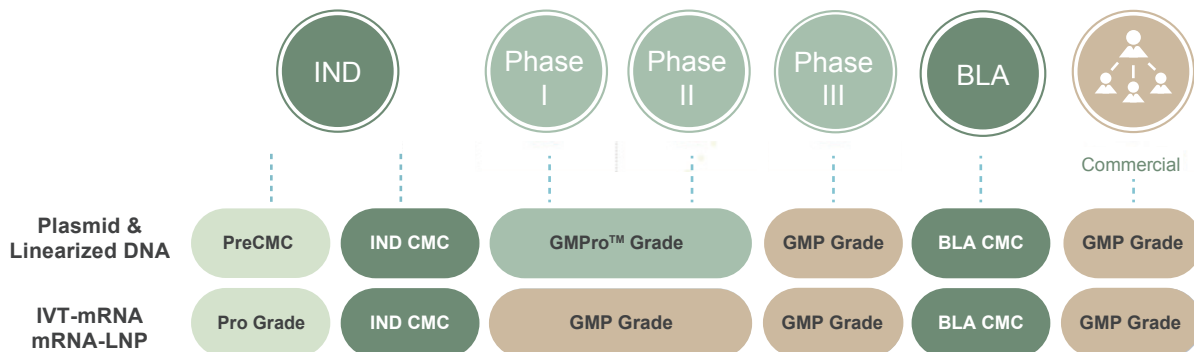 IND
Phase
I
Phase
II
Phase
III
BLA
Commercial
Plasmid &
Linearized DNA
PreCMC
IND CMC
GMPro™ Grade
GMP Grade
BLA CMC
GMP Grade
IVT-mRNA
mRNA-LNP
Pro Grade
IND CMC
GMP Grade
GMP Grade
BLA CMC
GMP Grade